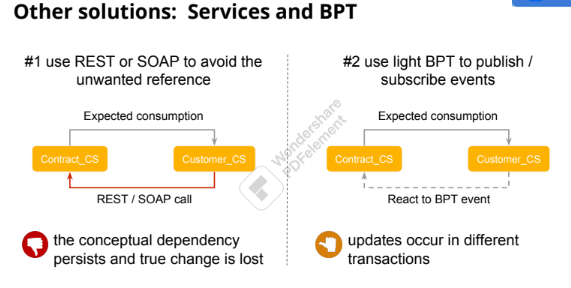 Other solutions: Services and BPT
#1 use REST or SOAP to avoid the
unwanted reference
Expected consumption
Contract_CS
Customer_CS
REST / SOAP call
the conceptual dependency
persists and true change is lost
#2 use light BPT to publish /
subscribe events
Expected consumption
Contract_CS
Customer_CS
React to BPT event
updates occur in different
transactions
Wondershare
PDFelement